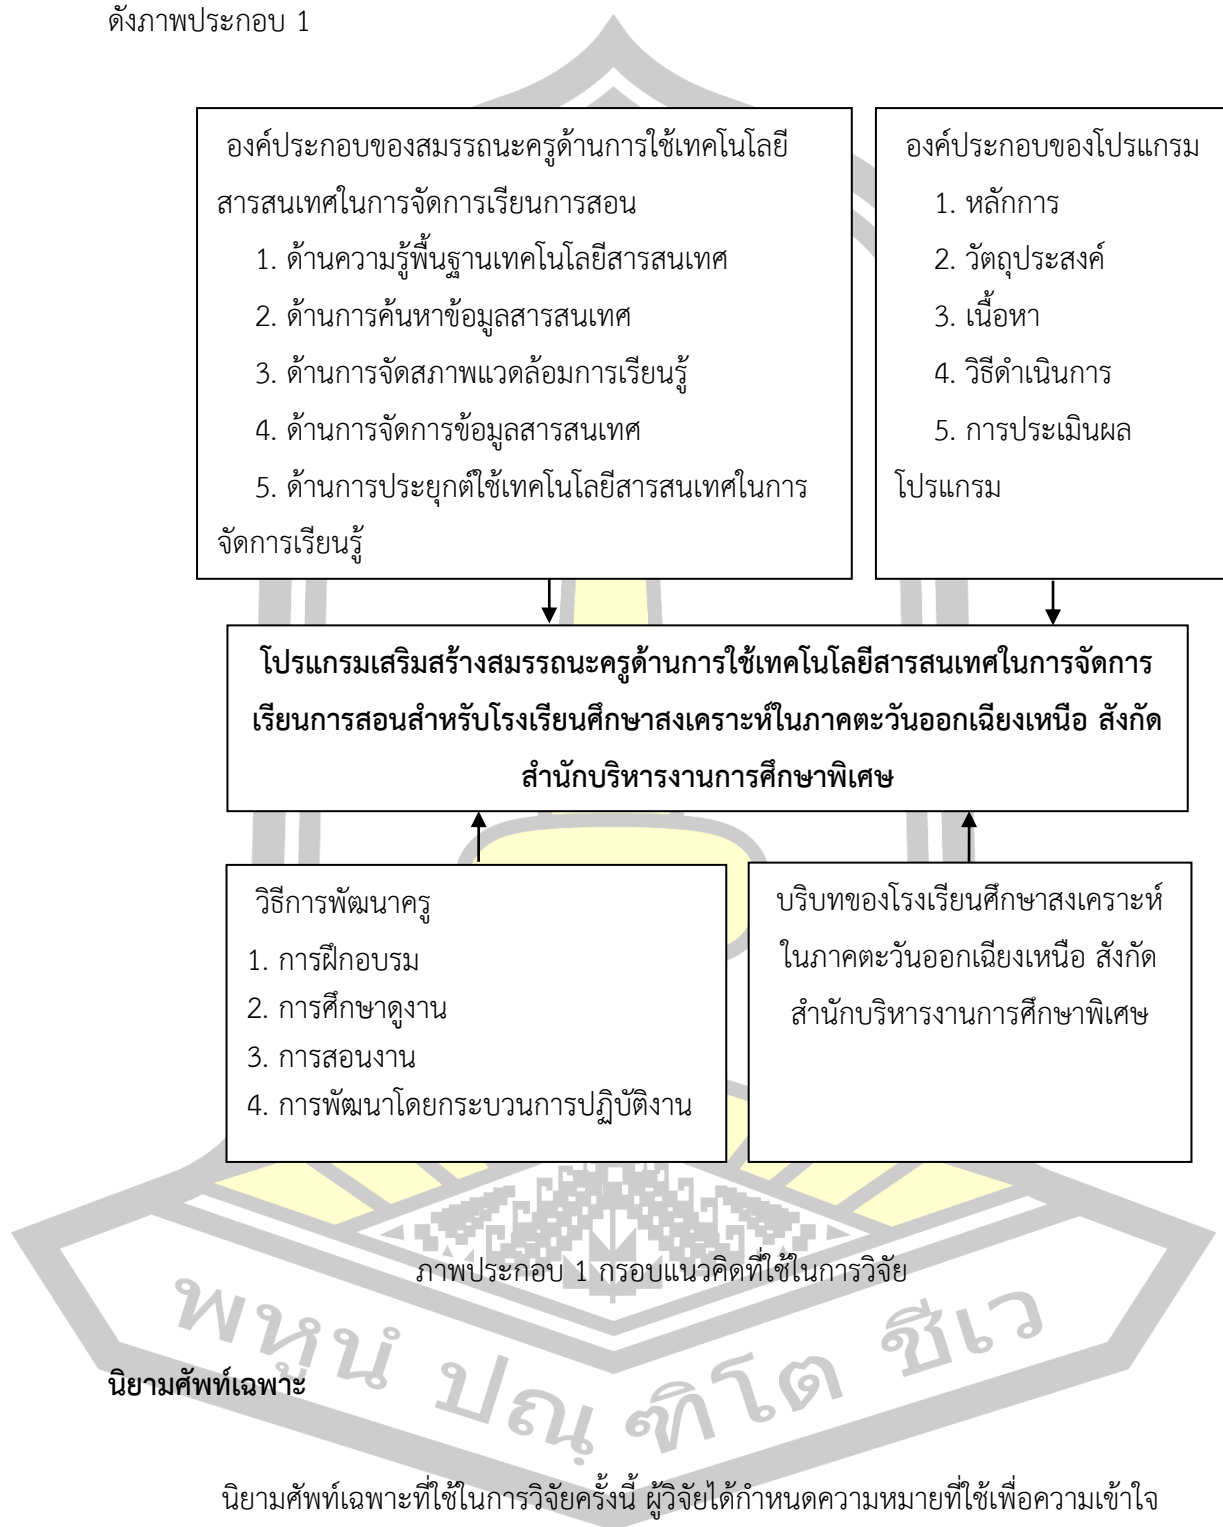 ดังภาพประกอบ 1
องค์ประกอบของสมรรถนะครูด้านการใช้เทคโนโลยี
สารสนเทศในการจัดการเรียนการสอน
1. ด้านความรู้พื้นฐานเทคโนโลยีสารสนเทศ
2. ด้านการค้นหาข้อมูลสารสนเทศ
3. ด้านการจัดสภาพแวดล้อมการเรียนรู้
4. ด้านการจัดการข้อมูลสารสนเทศ
5. ด้านการประยุกต์ใช้เทคโนโลยีสารสนเทศในการ
จัดการเรียนรู้
องค์ประกอบของโปรแกรม
1. หลักการ
2. วัตถุประสงค์
3. เนื้อหา
4. วิธีดำเนินการ
5. การประเมินผล
โปรแกรม
โปรแกรมเสริมสร้างสมรรถนะครูด้านการใช้เทคโนโลยีสารสนเทศในการจัดการ
เรียนการสอนสำหรับโรงเรียนศึกษาสงเคราะห์ในภาคตะวันออกเฉียงเหนือ สังกัด
สำนักบริหารงานการศึกษาพิเศษ
วิธีการพัฒนาครู
1. การฝึกอบรม
2. การศึกษาดูงาน
3. การสอนงาน
4. การพัฒนาโดยกระบวนการปฏิบัติงาน
บริบทของโรงเรียนศึกษาสงเคราะห์
ในภาคตะวันออกเฉียงเหนือ สังกัด
สำนักบริหารงานการศึกษาพิเศษ
ภาพประกอบ 1 กรอบแนวคิดที่ใช้ในการวิจัย
พหูนํ ปณฺฑิโต ชีเว
นิยามศัพท์เฉพาะ
นิยามศัพท์เฉพาะที่ใช้ในการวิจัยครั้งนี้ ผู้วิจัยได้กำหนดความหมายที่ใช้เพื่อความเข้าใจ